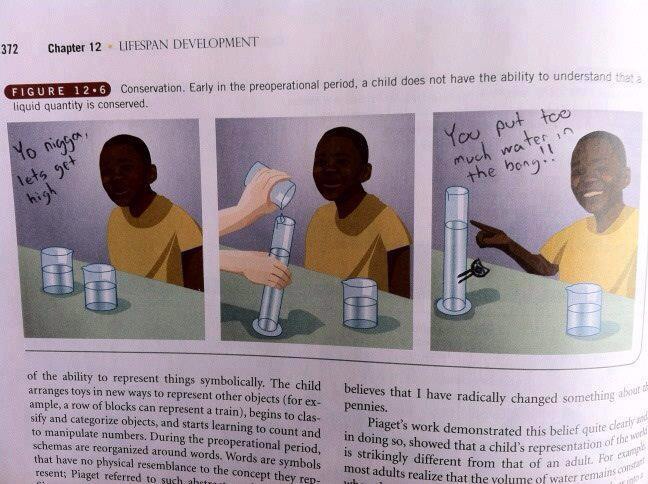 372 Chapter 12 • LIFESPAN DEVELOPMENT
FIGURE 12•6 Conservation. Early in the preoperational period, a child does not have the ability to understand that a
liquid quantity is conserved.
Yo nigga,
lets get
high
You put too
much water in
the bong!!
of the ability to represent things symbolically. The child
arranges toys in new ways to represent other objects (for ex-
ample, a row of blocks can represent a train), begins to clas-
sify and categorize objects, and starts learning to count and
to manipulate numbers. During the preoperational period,
schemas are reorganized around words. Words are symbols
that have no physical resemblance to the concept they rep-
resent; Piaget referred to such
believes that I have radically changed something about
pennies.
Piaget's work demonstrated this belief quite clearly and,
in doing so, showed that a child's representation of the world
is strikingly different from that of an adult. For example,
most adults realize that the volume of water remains constant